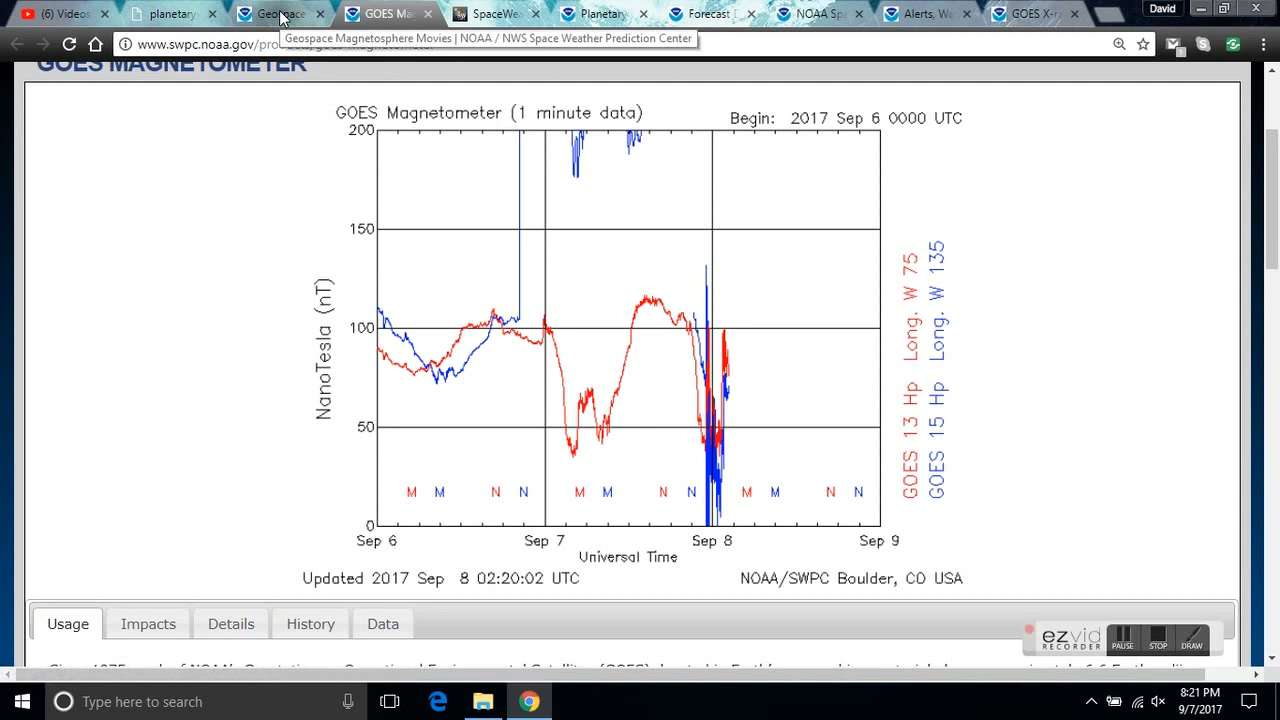 (6) Videos
planetary
Geospace
GOES Ma
SpaceWea
Planetary
Forecast
NOAA Sp
Alerts, Wa
GOES X-ra
David
www.swpc.noaa.gov/products/goes-magnetometer
Geospace Magnetosphere Movies | NOAA / NWS Space Weather Prediction Center
GOES MAGNETOMETER
GOES Magnetometer (1 minute data)
Begin: 2017 Sep 6 0000 UTC
200
150
100
50
0
NanoTesla (nT)
M M N N M M N N M M N N
Sep 6 Sep 7 Sep 8 Sep 9
Universal Time
GOES 13 Hp Long. W 75
GOES 15 Hp Long. W 135
Updated 2017 Sep 8 02:20:02 UTC
NOAA/SWPC Boulder, CO USA
Usage Impacts Details History Data
ezvid
RECORDER
PAUSE
STOP
DRAW
Type here to search
8:21 PM
9/7/2017